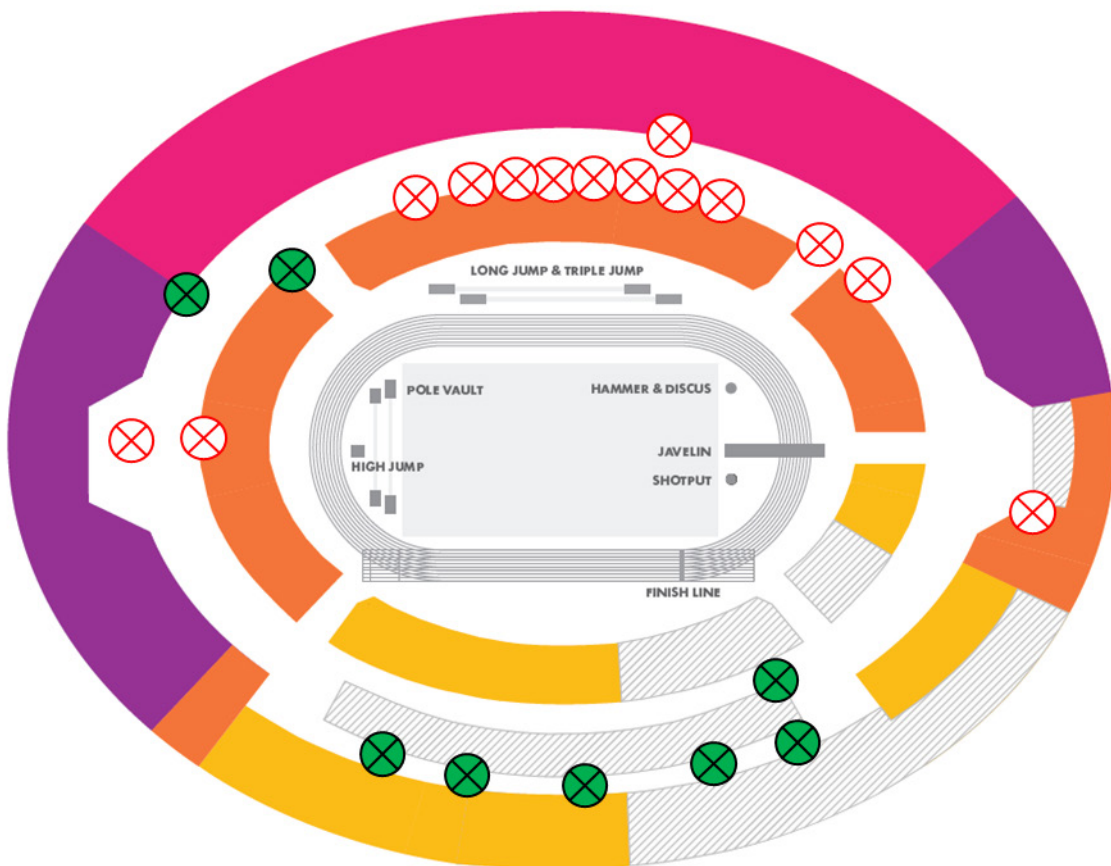 LONG JUMP & TRIPLE JUMP
POLE VAULT
HAMMER & DISCUS
HIGH JUMP
JAVELIN
SHOTPUT
FINISH LINE